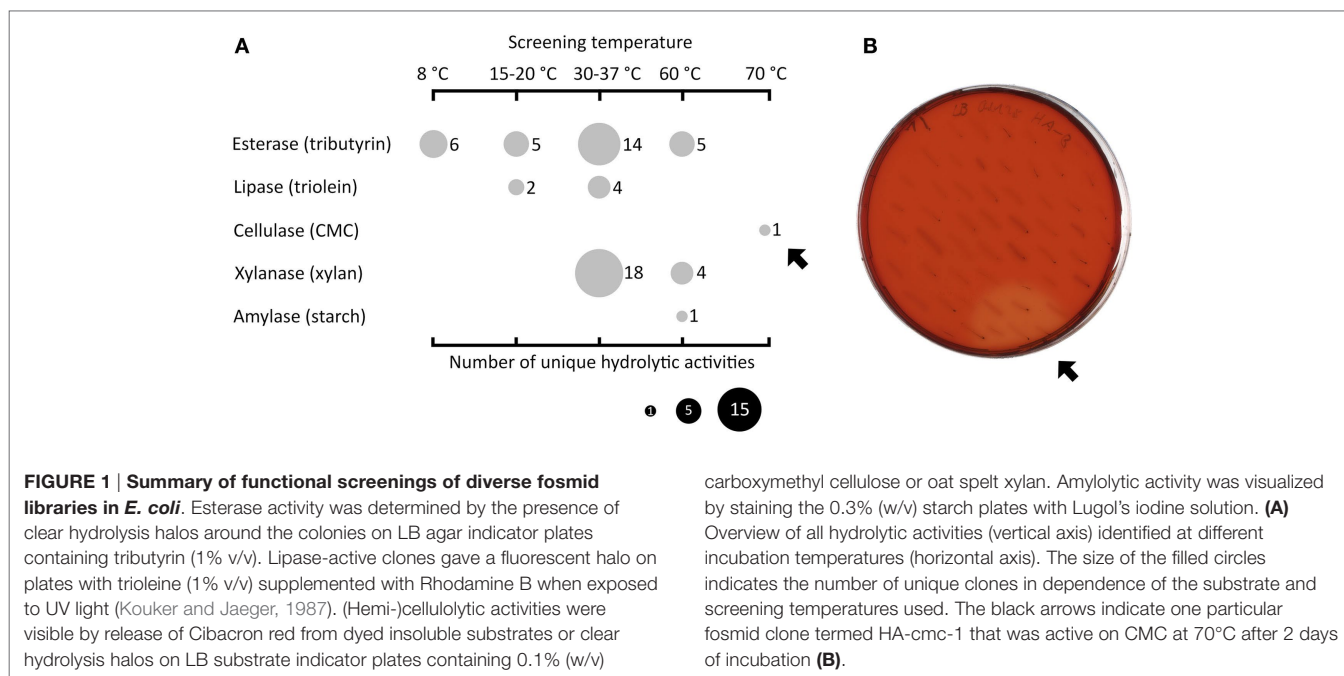 A
Screening temperature
8 °C 15-20 °C 30-37 °C 60 °C 70 °C
Esterase (tributyrin) 6 5 14 5
Lipase (triolein) 2 4
Cellulase (CMC) 1
Xylanase (xylan) 18 4
Amylase (starch) 1
Number of unique hydrolytic activities
1 5 15
B
LB HA-
FIGURE 1 | Summary of functional screenings of diverse fosmid
libraries in E. coli. Esterase activity was determined by the presence of
clear hydrolysis halos around the colonies on LB agar indicator plates
containing tributyrin (1% v/v). Lipase-active clones gave a fluorescent halo on
plates with trioleine (1% v/v) supplemented with Rhodamine B when exposed
to UV light (Kouker and Jaeger, 1987). (Hemi-)cellulolytic activities were
visible by release of Cibacron red from dyed insoluble substrates or clear
hydrolysis halos on LB substrate indicator plates containing 0.1% (w/v)
carboxymethyl cellulose or oat spelt xylan. Amylolytic activity was visualized
by staining the 0.3% (w/v) starch plates with Lugol's iodine solution. (A)
Overview of all hydrolytic activities (vertical axis) identified at different
incubation temperatures (horizontal axis). The size of the filled circles
indicates the number of unique clones in dependence of the substrate and
screening temperatures used. The black arrows indicate one particular
fosmid clone termed HA-cmc-1 that was active on CMC at 70°C after 2 days
of incubation (B).